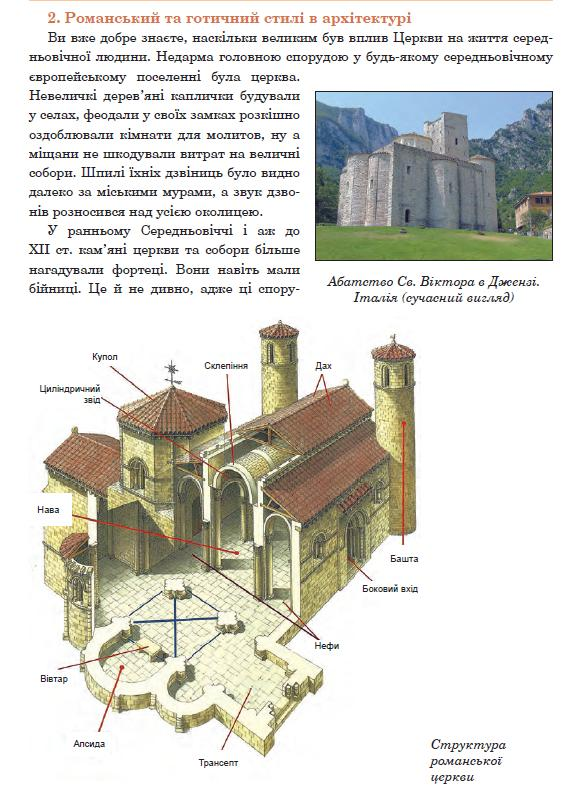 2. Романський та готичний стилі в архітектурі
Ви вже добре знаєте, наскільки великим був вплив Церкви на життя серед-
ньовічної людини. Недарма головною спорудою у будь-якому середньовічному
європейському поселенні була церква.
Невеличкі дерев’яні каплички будували
у селах, феодали у своїх замках розкішно
оздоблювали кімнати для молитов, ну а
міщани не шкодували витрат на величні
собори. Шпилі їхніх дзвіниць було видно
далеко за міськими мурами, а звук дзво-
нів розносився над усією околицею.
У ранньому Середньовіччі і аж до
XII ст. кам’яні церкви та собори більше
нагадували фортеці. Вони навіть мали
бійниці. Це й не дивно, адже ці спору-
Абатство Св. Віктора в Джензі.
Італія (сучасний вигляд)
Купол
Склепіння
Дах
Циліндричний
звід
Нава
Башта
Боковий вхід
Нефи
Вівтар
Апсида
Трансепт
Структура
романської
церкви